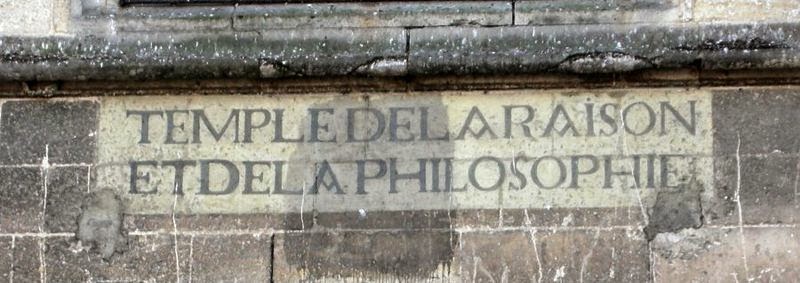 TEMPLE DE LA RAISON
ET DE LA PHILOSOPHIE